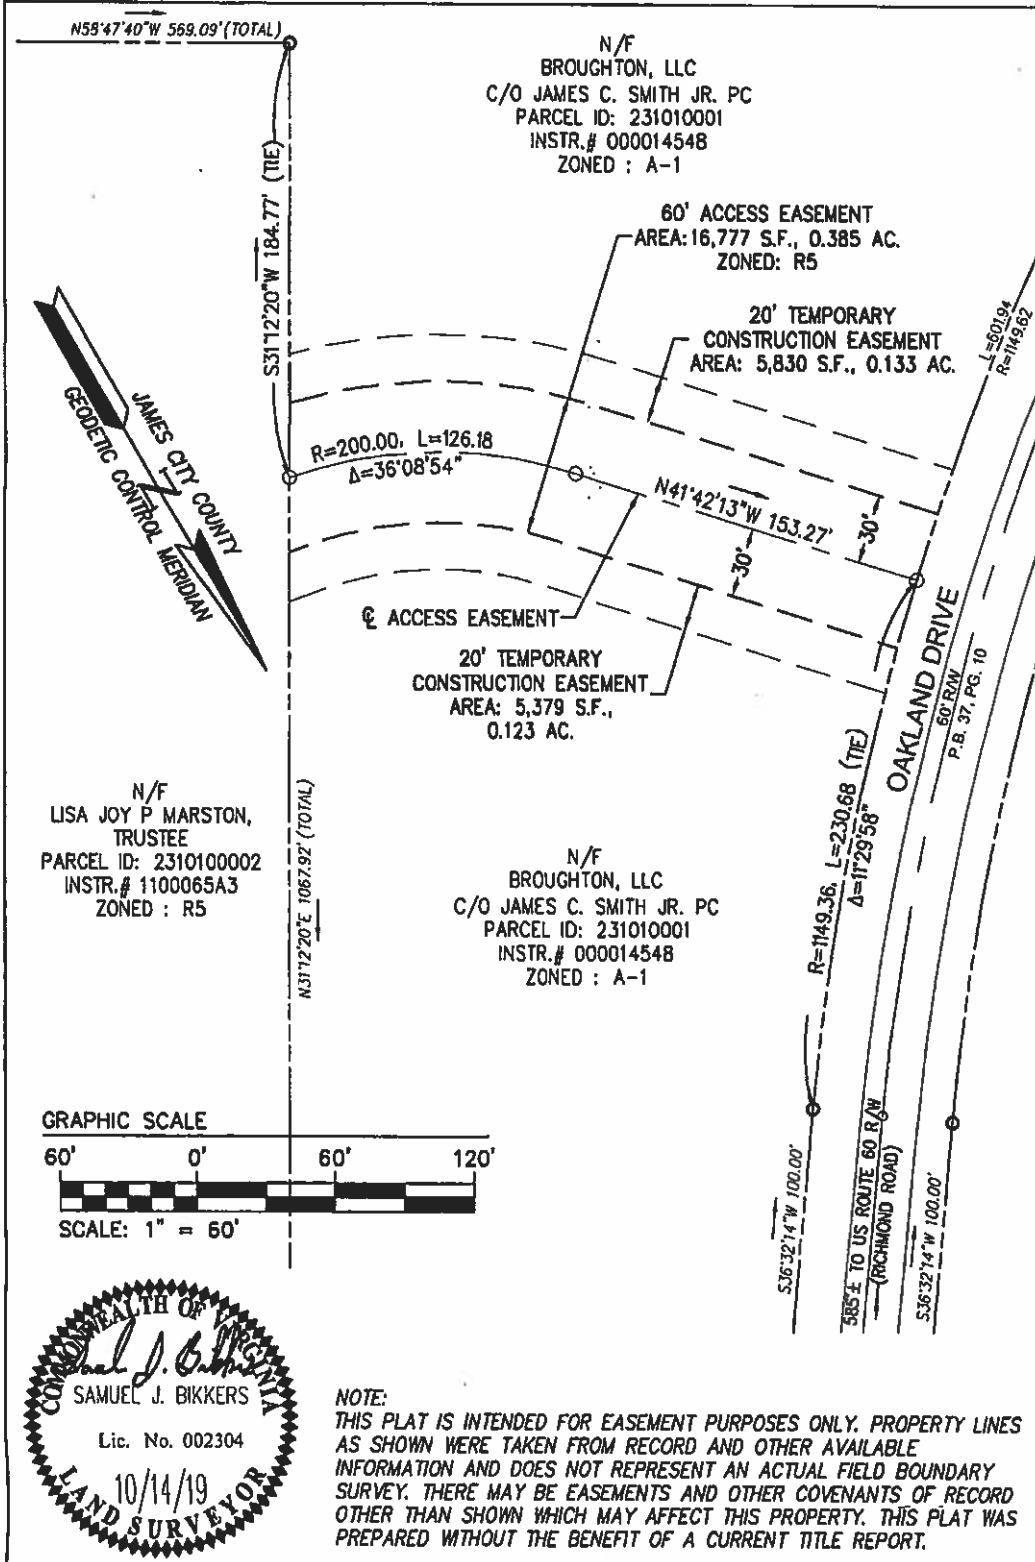 N58°47'40"W 569.09'(TOTAL)
N/F
BROUGHTON, LLC
C/O JAMES C. SMITH JR. PC
PARCEL ID: 231010001
INSTR.# 000014548
ZONED : A-1
S31°12'20"W 184.77' (TIE)
60' ACCESS EASEMENT
AREA:16,777 S.F., 0.385 AC.
ZONED: R5
20' TEMPORARY
CONSTRUCTION EASEMENT
AREA: 5,830 S.F., 0.133 AC.
L=601.94
R=1149.62
JAMES CITY COUNTY
GEODETIC CONTROL MERIDIAN
R=200.00, L=126.18
Δ=36°08'54"
N41°42'13"W 153.27'
30'
30'
℄ ACCESS EASEMENT
20' TEMPORARY
CONSTRUCTION EASEMENT
AREA: 5,379 S.F.,
0.123 AC.
OAKLAND DRIVE
60' R/W
P.B. 37, PG. 10
R=1149.36, L=230.68 (TIE)
Δ=11°29'58"
N/F
LISA JOY P MARSTON,
TRUSTEE
PARCEL ID: 2310100002
INSTR.# 1100065A3
ZONED : R5
N31°12'20"E 1067.92' (TOTAL)
N/F
BROUGHTON, LLC
C/O JAMES C. SMITH JR. PC
PARCEL ID: 231010001
INSTR.# 000014548
ZONED : A-1
GRAPHIC SCALE
60' 0' 60' 120'
SCALE: 1" = 60'
S36°32'14"W 100.00'
585'± TO US ROUTE 60 R/W
(RICHMOND ROAD)
S36°32'14"W 100.00'
COMMONWEALTH OF VIRGINIA
SAMUEL J. BIKKERS
Lic. No. 002304
10/14/19
LAND SURVEYOR
NOTE:
THIS PLAT IS INTENDED FOR EASEMENT PURPOSES ONLY. PROPERTY LINES
AS SHOWN WERE TAKEN FROM RECORD AND OTHER AVAILABLE
INFORMATION AND DOES NOT REPRESENT AN ACTUAL FIELD BOUNDARY
SURVEY. THERE MAY BE EASEMENTS AND OTHER COVENANTS OF RECORD
OTHER THAN SHOWN WHICH MAY AFFECT THIS PROPERTY. THIS PLAT WAS
PREPARED WITHOUT THE BENEFIT OF A CURRENT TITLE REPORT.